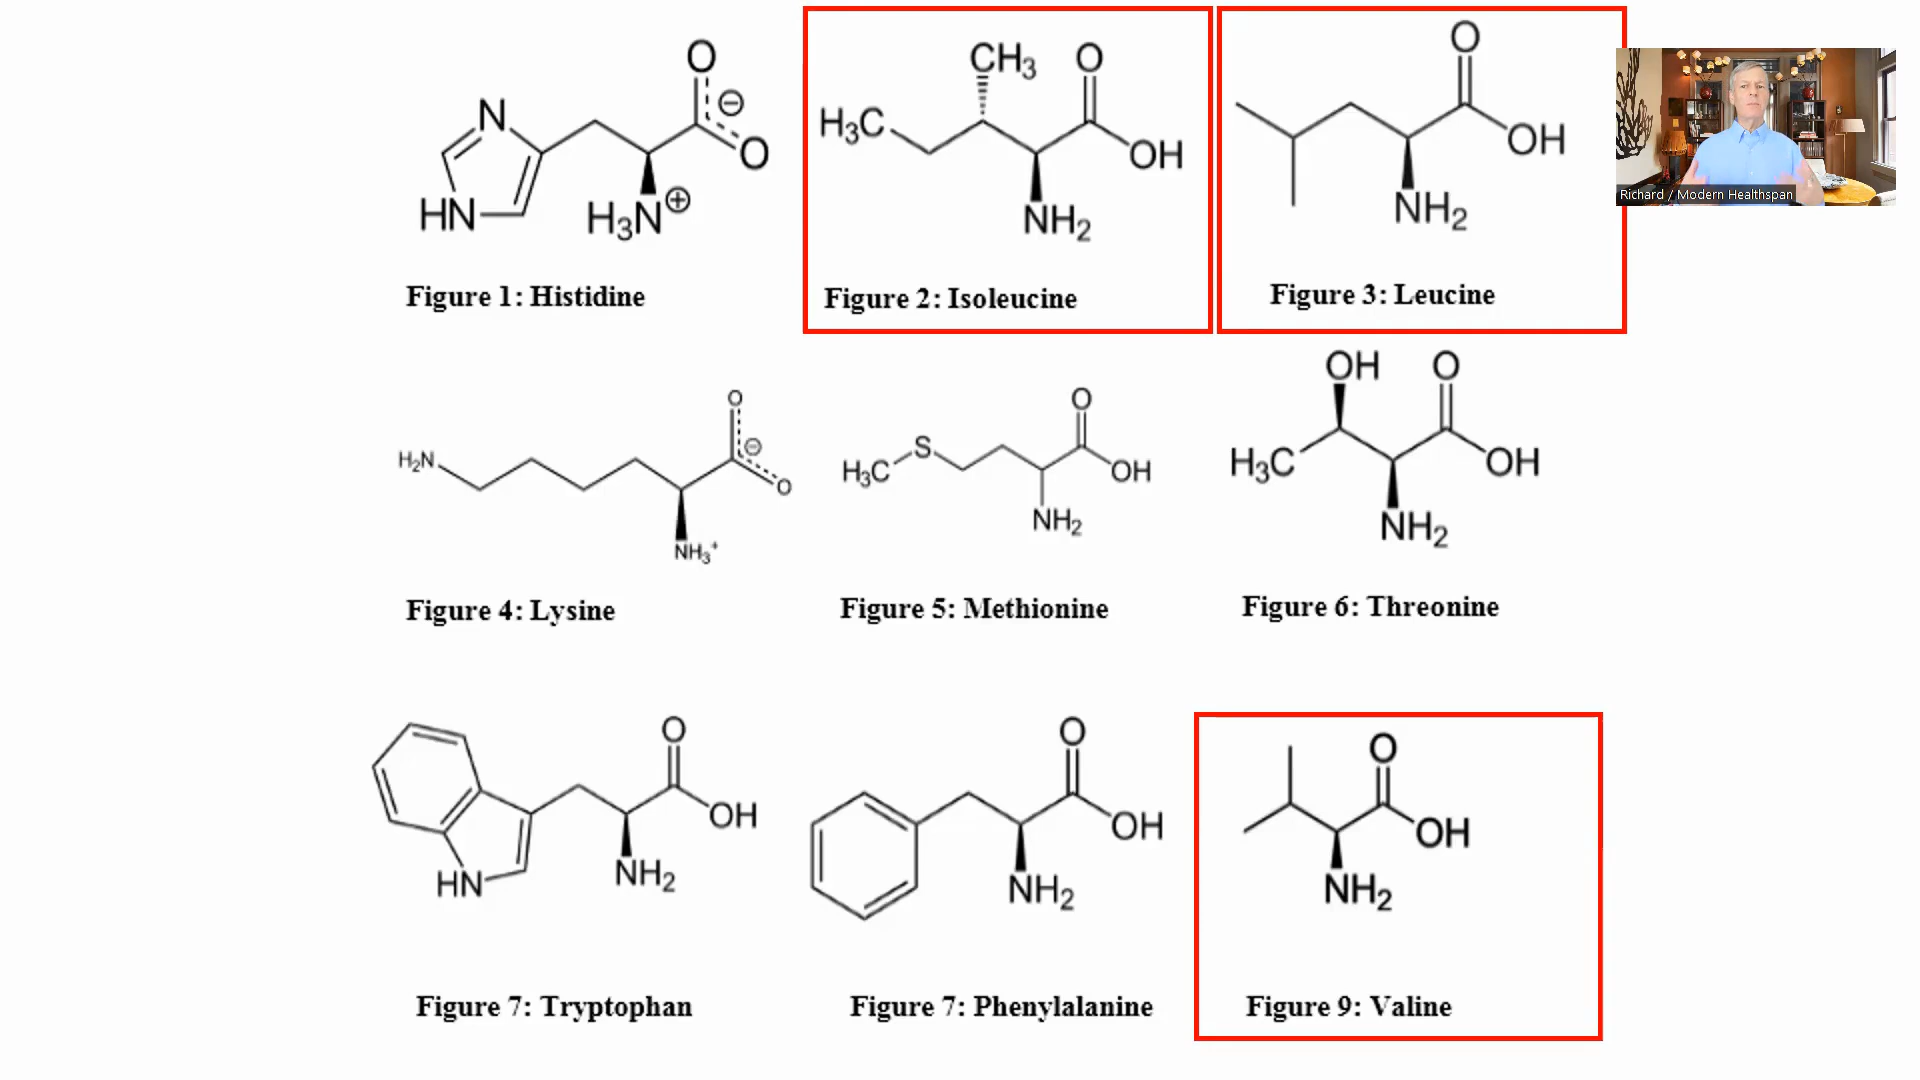 O
⊖
N
O
HN
H₃N⊕
Figure 1: Histidine
CH₃
O
H₃C
OH
NH₂
Figure 2: Isoleucine
O
OH
NH₂
Figure 3: Leucine
Richard / Modern Healthspan
O
⊖
H₂N
O
NH₃⁺
Figure 4: Lysine
O
S
H₃C
OH
NH₂
Figure 5: Methionine
OH
O
H₃C
OH
NH₂
Figure 6: Threonine
O
OH
HN
NH₂
Figure 7: Tryptophan
O
OH
NH₂
Figure 7: Phenylalanine
O
OH
NH₂
Figure 9: Valine